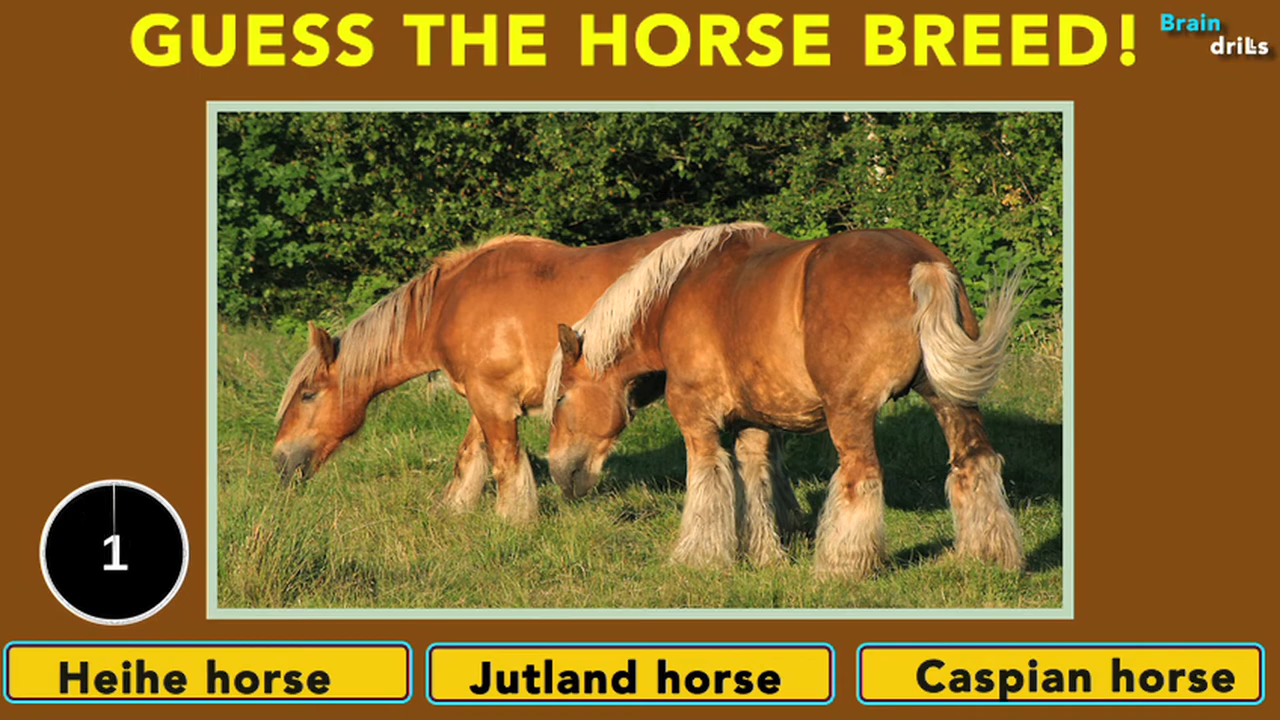 GUESS THE HORSE BREED!
Brain
driLLs
1
Heihe horse
Jutland horse
Caspian horse